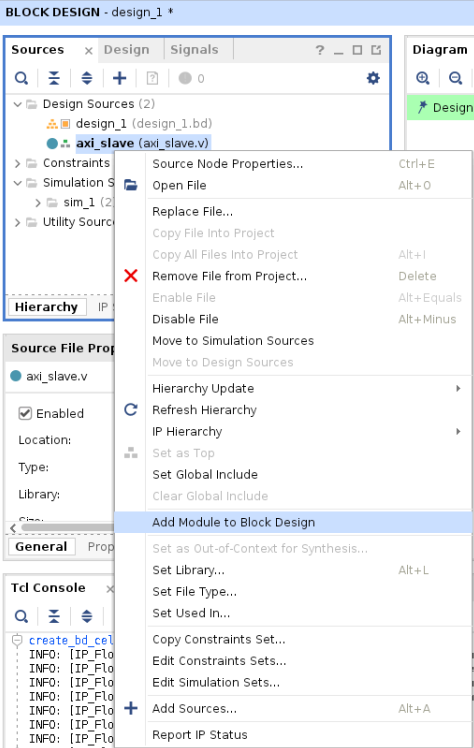 BLOCK DESIGN - design_1 *
Sources × Design Signals ? Diagram
0
Design Sources (2)
design_1 (design_1.bd)
Design
axi_slave (axi_slave.v)
Constraints
Source Node Properties... Ctrl+E
Open File Alt+O
Replace File...
Copy File Into Project
Copy All Files Into Project Alt+I
Remove File from Project... Delete
Enable File Alt+Equals
Disable File Alt+Minus
Move to Simulation Sources
Move to Design Sources
Hierarchy Update
Refresh Hierarchy
IP Hierarchy
Set as Top
Set Global Include
Clear Global Include
Add Module to Block Design
Set as Out-of-Context for Synthesis...
Set Library... Alt+L
Set File Type...
Set Used In...
Copy Constraints Set...
Edit Constraints Sets...
Edit Simulation Sets...
Add Sources... Alt+A
Report IP Status
Simulation S
sim_1 (2
Utility Sourc
Hierarchy IP
Source File Prop
axi_slave.v
Enabled
Location:
Type:
Library:
General Prop
Tcl Console ×
create_bd_cel
INFO: [IP_Flo
INFO: [IP_Flo
INFO: [IP_Flo
INFO: [IP_Flo
INFO: [IP_Flo
INFO: [IP_Flo
INFO: [IP_Flo